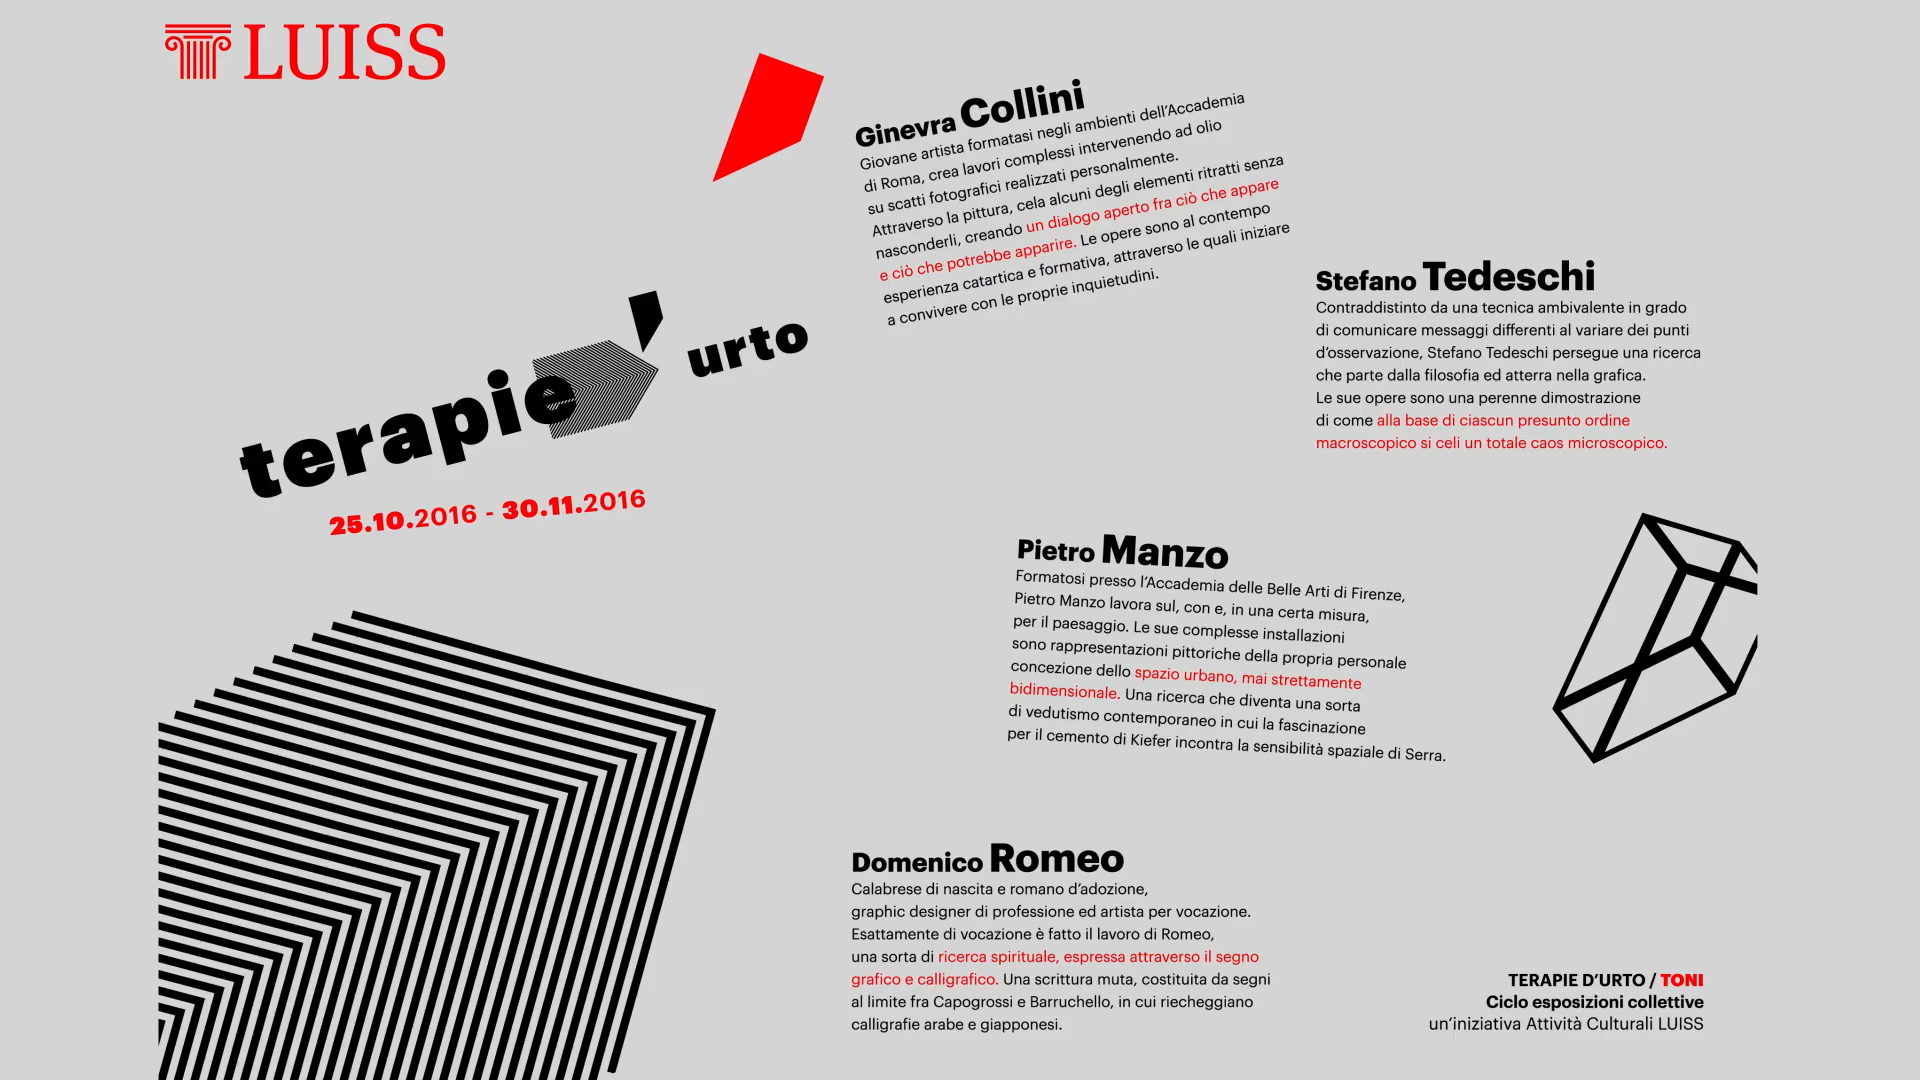 LUISS
terapie' urto
25.10.2016 - 30.11.2016
Ginevra Collini
Giovane artista formatasi negli ambienti dell'Accademia
di Roma, crea lavori complessi intervenendo ad olio
su scatti fotografici realizzati personalmente.
Attraverso la pittura, cela alcuni degli elementi ritratti senza
nasconderli, creando un dialogo aperto fra ciò che appare
e ciò che potrebbe apparire. Le opere sono al contempo
esperienza catartica e formativa, attraverso le quali iniziare
a convivere con le proprie inquietudini.
Stefano Tedeschi
Contraddistinto da una tecnica ambivalente in grado
di comunicare messaggi differenti al variare dei punti
d'osservazione, Stefano Tedeschi persegue una ricerca
che parte dalla filosofia ed atterra nella grafica.
Le sue opere sono una perenne dimostrazione
di come alla base di ciascun presunto ordine
macroscopico si celi un totale caos microscopico.
Pietro Manzo
Formatosi presso l'Accademia delle Belle Arti di Firenze,
Pietro Manzo lavora sul, con e, in una certa misura,
per il paesaggio. Le sue complesse installazioni
sono rappresentazioni pittoriche della propria personale
concezione dello spazio urbano, mai strettamente
bidimensionale. Una ricerca che diventa una sorta
di vedutismo contemporaneo in cui la fascinazione
per il cemento di Kiefer incontra la sensibilità spaziale di Serra.
Domenico Romeo
Calabrese di nascita e romano d'adozione,
graphic designer di professione ed artista per vocazione.
Esattamente di vocazione è fatto il lavoro di Romeo,
una sorta di ricerca spirituale, espressa attraverso il segno
grafico e calligrafico. Una scrittura muta, costituita da segni
al limite fra Capogrossi e Barruchello, in cui riecheggiano
calligrafie arabe e giapponesi.
TERAPIE D'URTO / TONI
Ciclo esposizioni collettive
un'iniziativa Attività Culturali LUISS